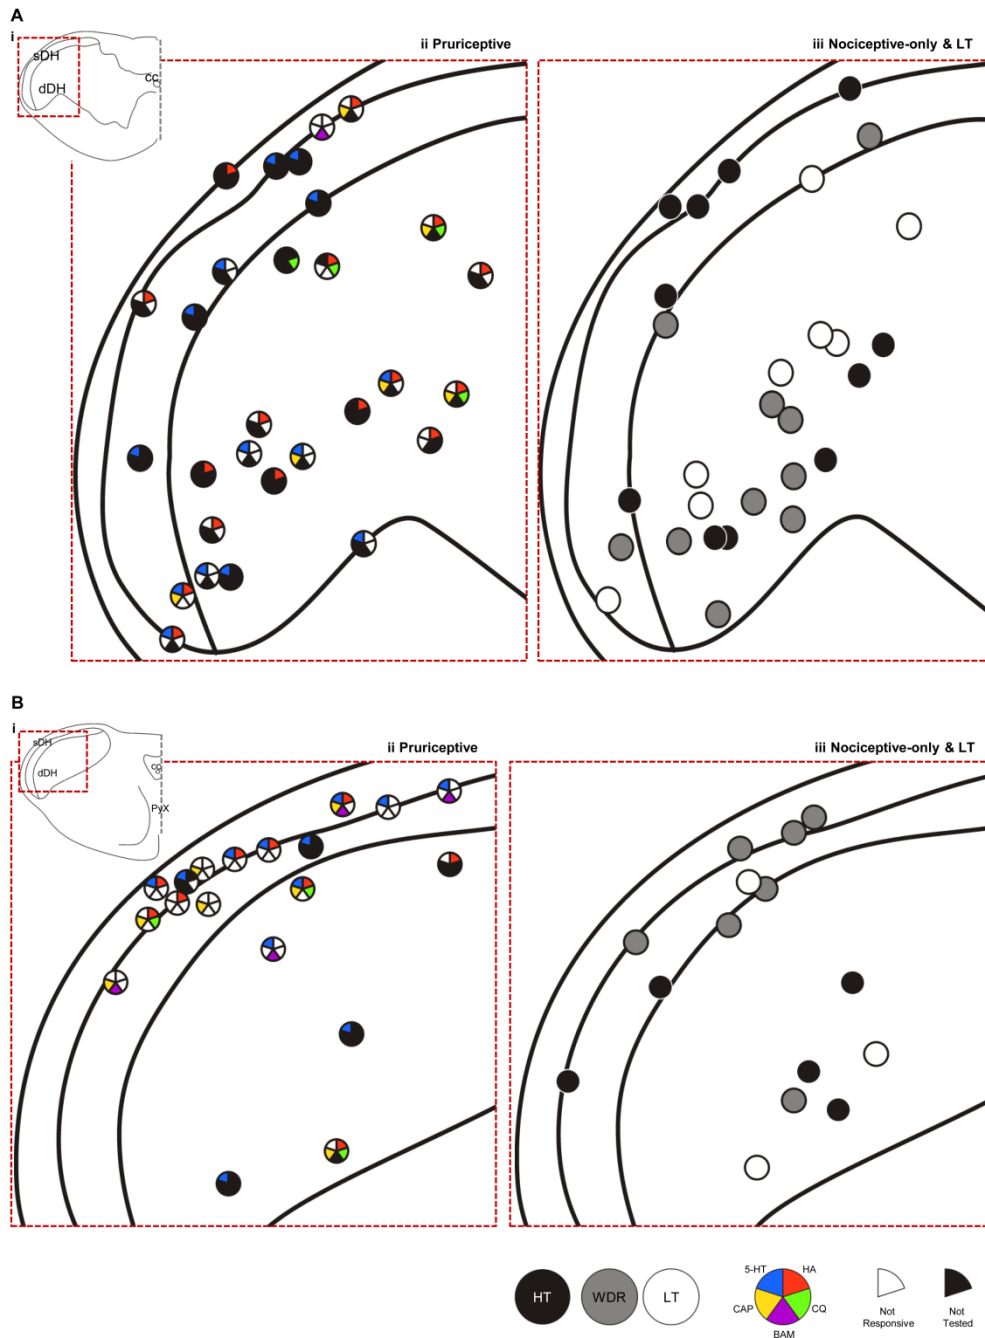 A
i
ii Pruriceptive
iii Nociceptive-only & LT
sDH
cc
dDH
B
i
ii Pruriceptive
iii Nociceptive-only & LT
sDH
cc
dDH
PyX
5-HT
HA
HT
WDR
LT
CAP
CQ
BAM
Not
Responsive
Not
Tested